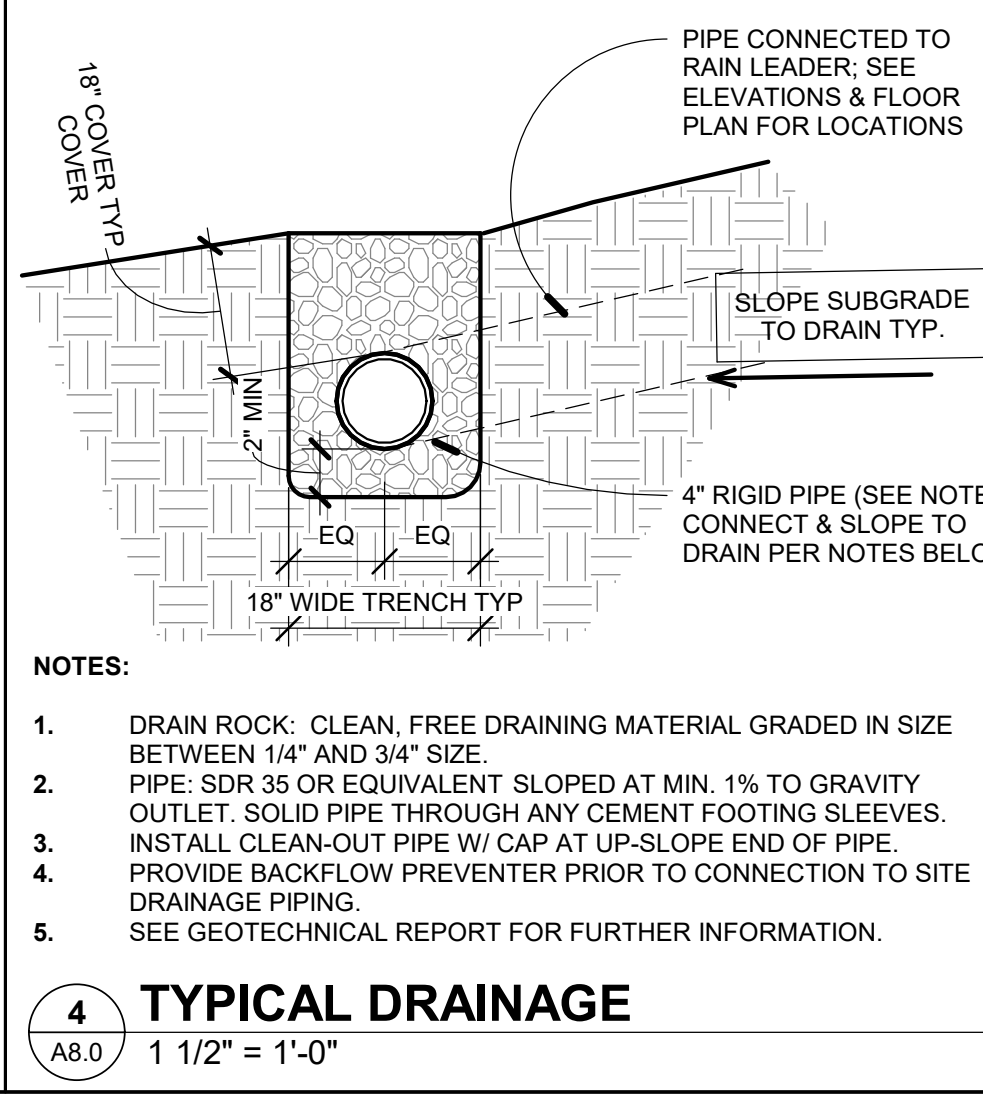 PIPE CONNECTED TO
RAIN LEADER; SEE
ELEVATIONS & FLOOR
PLAN FOR LOCATIONS
18" COVER TYP
COVER
SLOPE SUBGRADE
TO DRAIN TYP.
2" MIN
4" RIGID PIPE (SEE NOTE
CONNECT & SLOPE TO
DRAIN PER NOTES BELO
EQ EQ
18" WIDE TRENCH TYP
NOTES:
1. DRAIN ROCK: CLEAN, FREE DRAINING MATERIAL GRADED IN SIZE
BETWEEN 1/4" AND 3/4" SIZE.
2. PIPE: SDR 35 OR EQUIVALENT SLOPED AT MIN. 1% TO GRAVITY
OUTLET. SOLID PIPE THROUGH ANY CEMENT FOOTING SLEEVES.
3. INSTALL CLEAN-OUT PIPE W/ CAP AT UP-SLOPE END OF PIPE.
4. PROVIDE BACKFLOW PREVENTER PRIOR TO CONNECTION TO SITE
DRAINAGE PIPING.
5. SEE GEOTECHNICAL REPORT FOR FURTHER INFORMATION.
4 TYPICAL DRAINAGE
A8.0 1 1/2" = 1'-0"